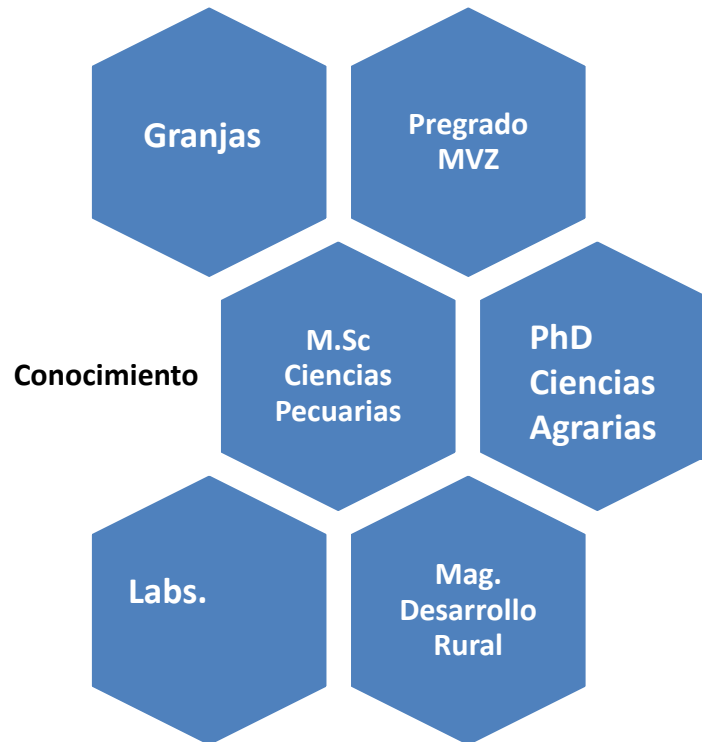 Granjas
Pregrado
MVZ
Conocimiento
M.Sc
Ciencias
Pecuarias
PhD
Ciencias
Agrarias
Labs.
Mag.
Desarrollo
Rural